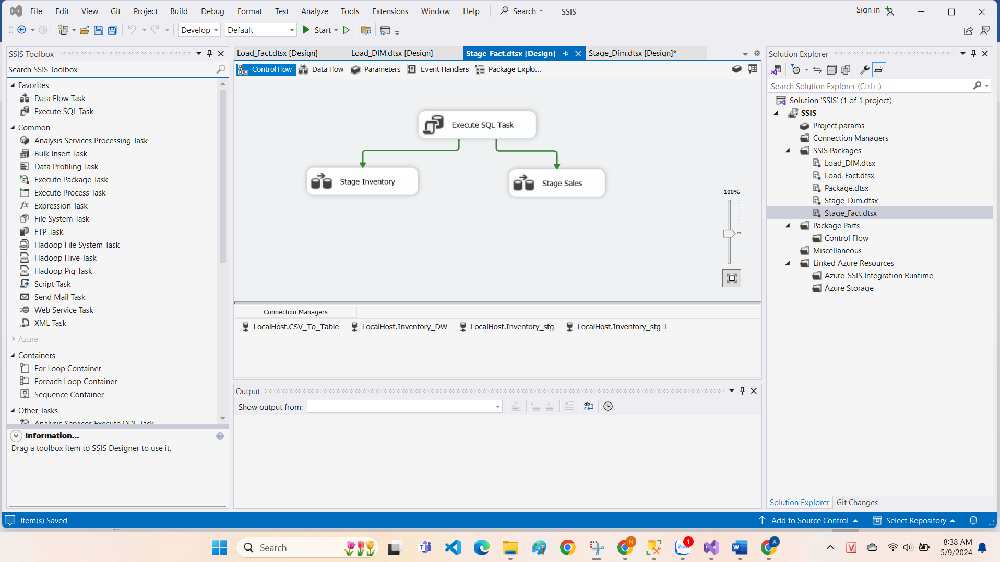 File Edit View Git Project Build Debug Format Test Analyze Tools Extensions Window Help Search SSIS Sign in
Develop Default Start
SSIS Toolbox
Search SSIS Toolbox
Favorites
Data Flow Task
Execute SQL Task
Common
Analysis Services Processing Task
Bulk Insert Task
Data Profiling Task
Execute Package Task
Execute Process Task
Expression Task
File System Task
FTP Task
Hadoop File System Task
Hadoop Hive Task
Hadoop Pig Task
Script Task
Send Mail Task
Web Service Task
XML Task
Azure
Containers
For Loop Container
Foreach Loop Container
Sequence Container
Other Tasks
Analysis Services Execute DDL Task
Information...
Drag a toolbox item to SSIS Designer to use it.
Load_Fact.dtsx [Design] Load_DIM.dtsx [Design] Stage_Fact.dtsx [Design] Stage_Dim.dtsx [Design]*
Control Flow Data Flow Parameters Event Handlers Package Explo...
Execute SQL Task
Stage Inventory
Stage Sales
100%
Connection Managers
LocalHost.CSV_To_Table LocalHost.Inventory_DW LocalHost.Inventory_stg LocalHost.Inventory_stg 1
Output
Show output from:
Solution Explorer
Search Solution Explorer (Ctrl+;)
Solution 'SSIS' (1 of 1 project)
SSIS
Project.params
Connection Managers
SSIS Packages
Load_DIM.dtsx
Load_Fact.dtsx
Package.dtsx
Stage_Dim.dtsx
Stage_Fact.dtsx
Package Parts
Control Flow
Miscellaneous
Linked Azure Resources
Azure-SSIS Integration Runtime
Azure Storage
Solution Explorer Git Changes
Item(s) Saved Add to Source Control Select Repository
Search
8:38 AM
5/9/2024